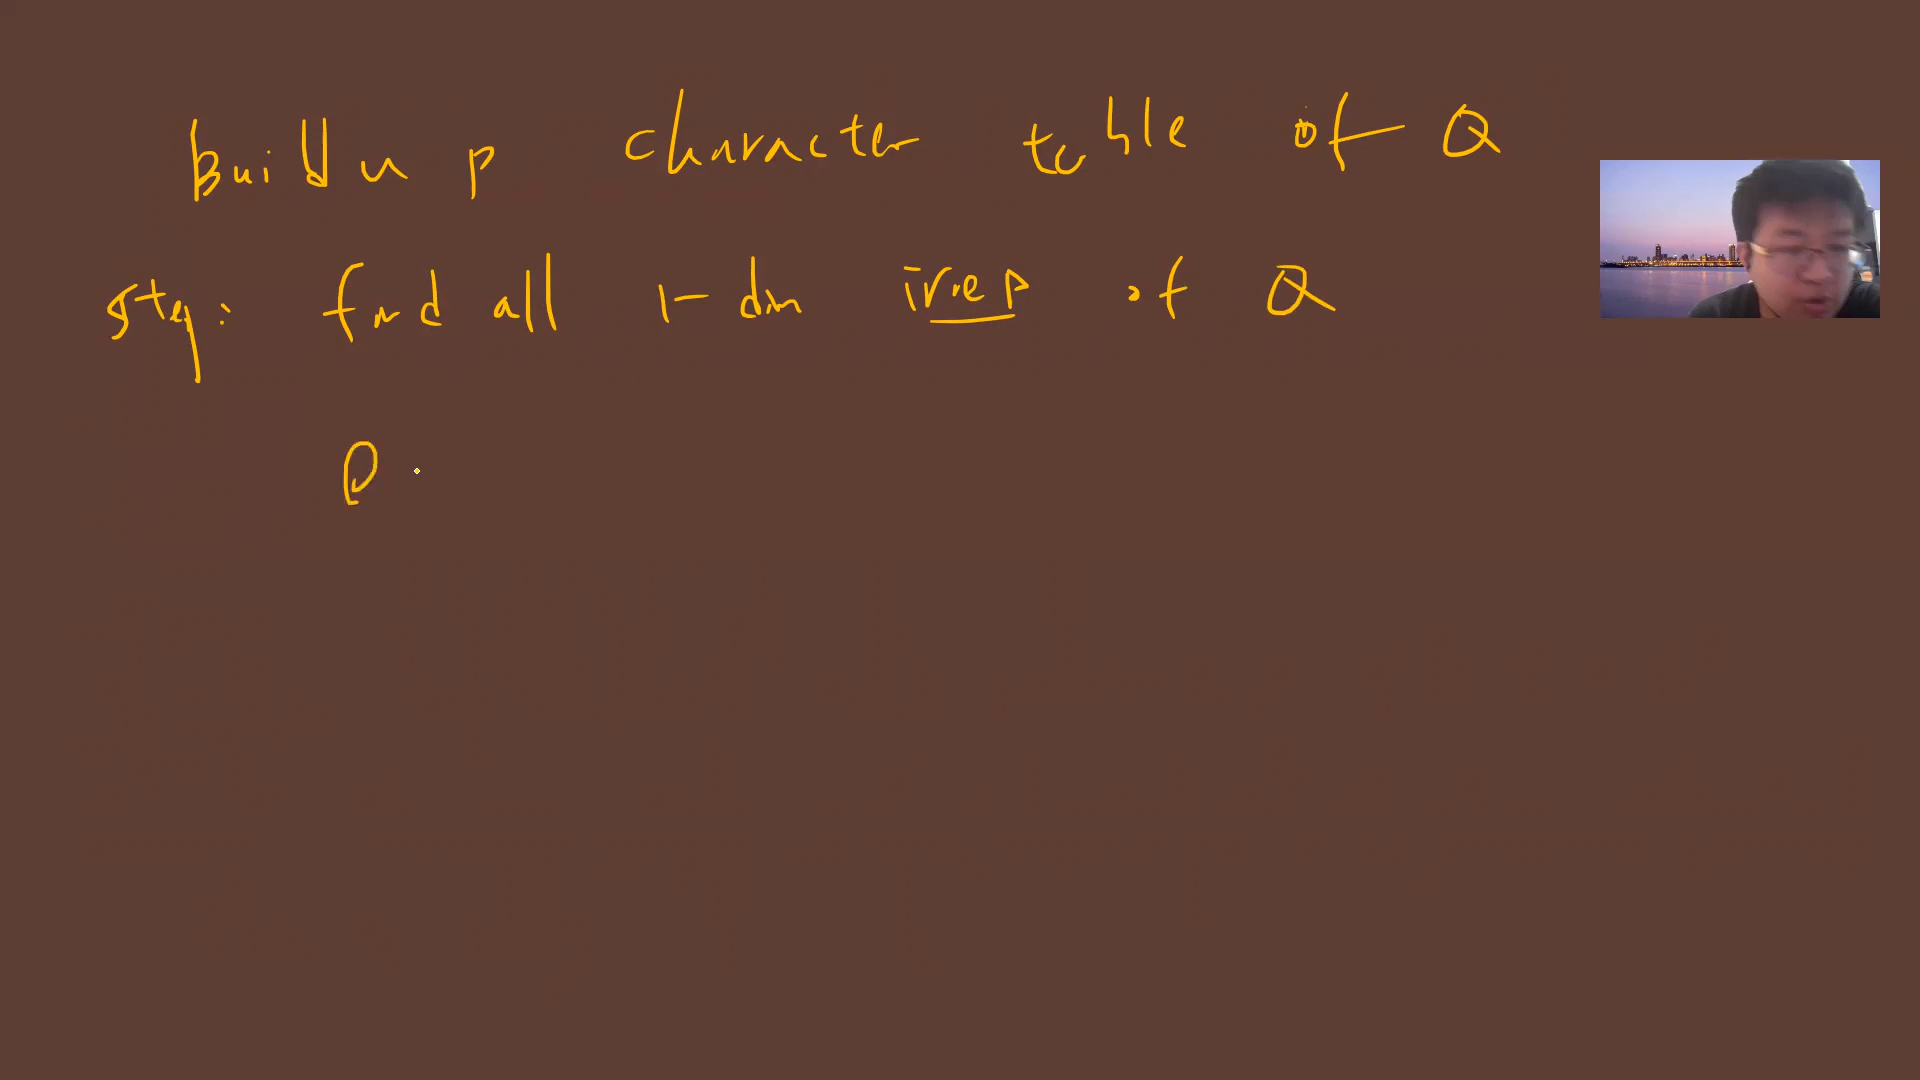 Build up character table of Q
step: find all 1-dim irrep of Q